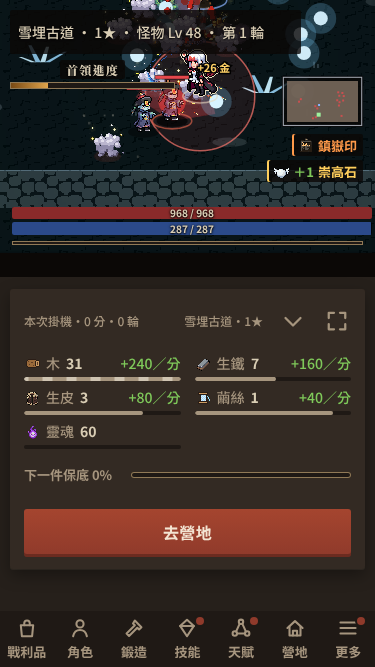 雪埋古道 • 1★ • 怪物 Lv 48 • 第 1 輪
+26 金
首領進度
鎮嶽印
+1 崇高石
968 / 968
287 / 287
本次掛機 • 0 分 • 0 輪
雪埋古道 • 1★
木 31 +240／分
生鐵 7 +160／分
生皮 3 +80／分
繭絲 1 +40／分
靈魂 60
下一件保底 0%
去營地
戰利品
角色
鍛造
技能
天賦
營地
更多